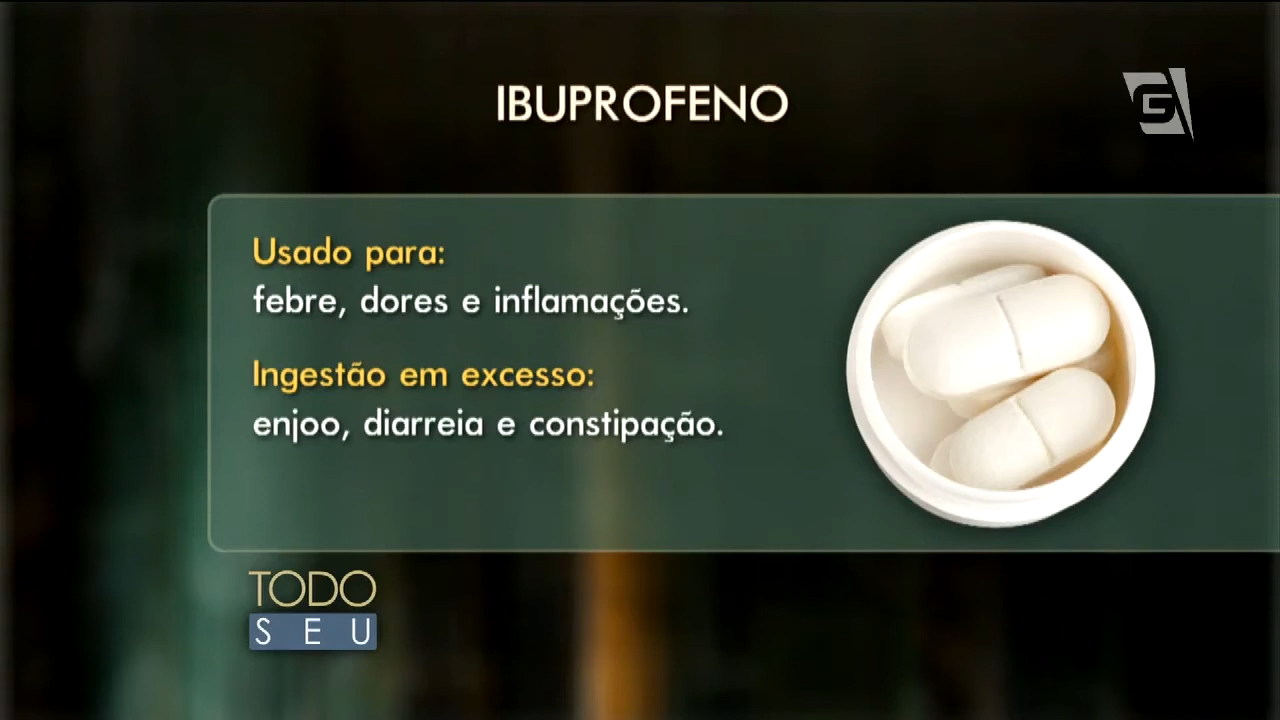 IBUPROFENO
Usado para:
febre, dores e inflamações.
Ingestão em excesso:
enjoo, diarreia e constipação.
TODO
SEU